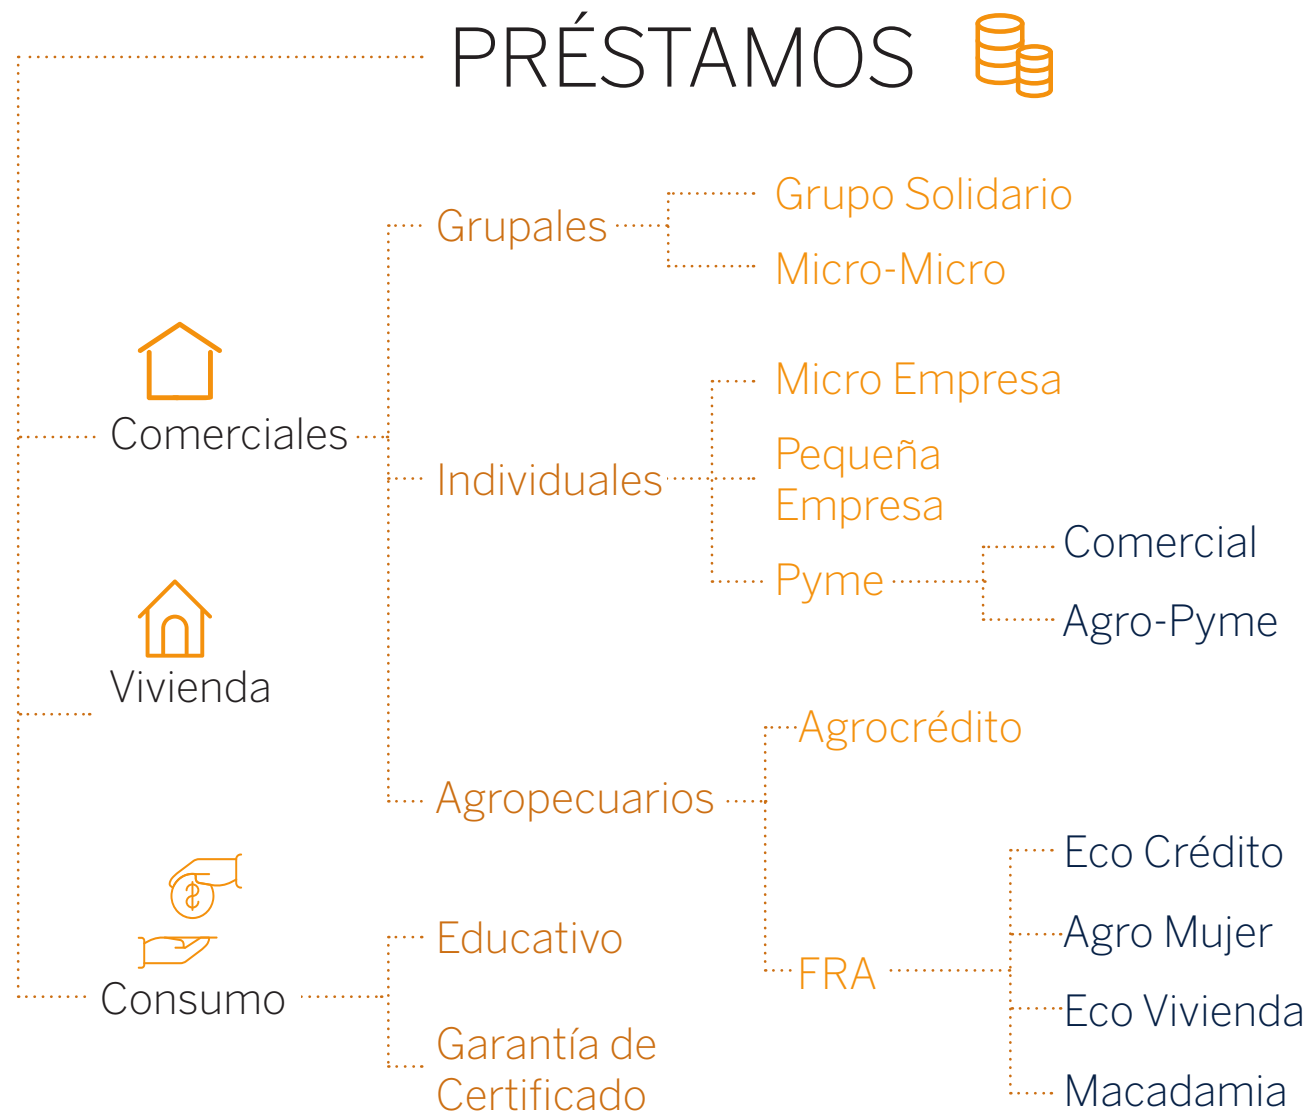 PRÉSTAMOS
Comerciales
Grupales
Grupo Solidario
Micro-Micro
Individuales
Micro Empresa
Pequeña
Empresa
Pyme
Comercial
Agro-Pyme
Agropecuarios
Agrocrédito
FRA
Eco Crédito
Agro Mujer
Eco Vivienda
Macadamia
Vivienda
Consumo
Educativo
Garantía de
Certificado